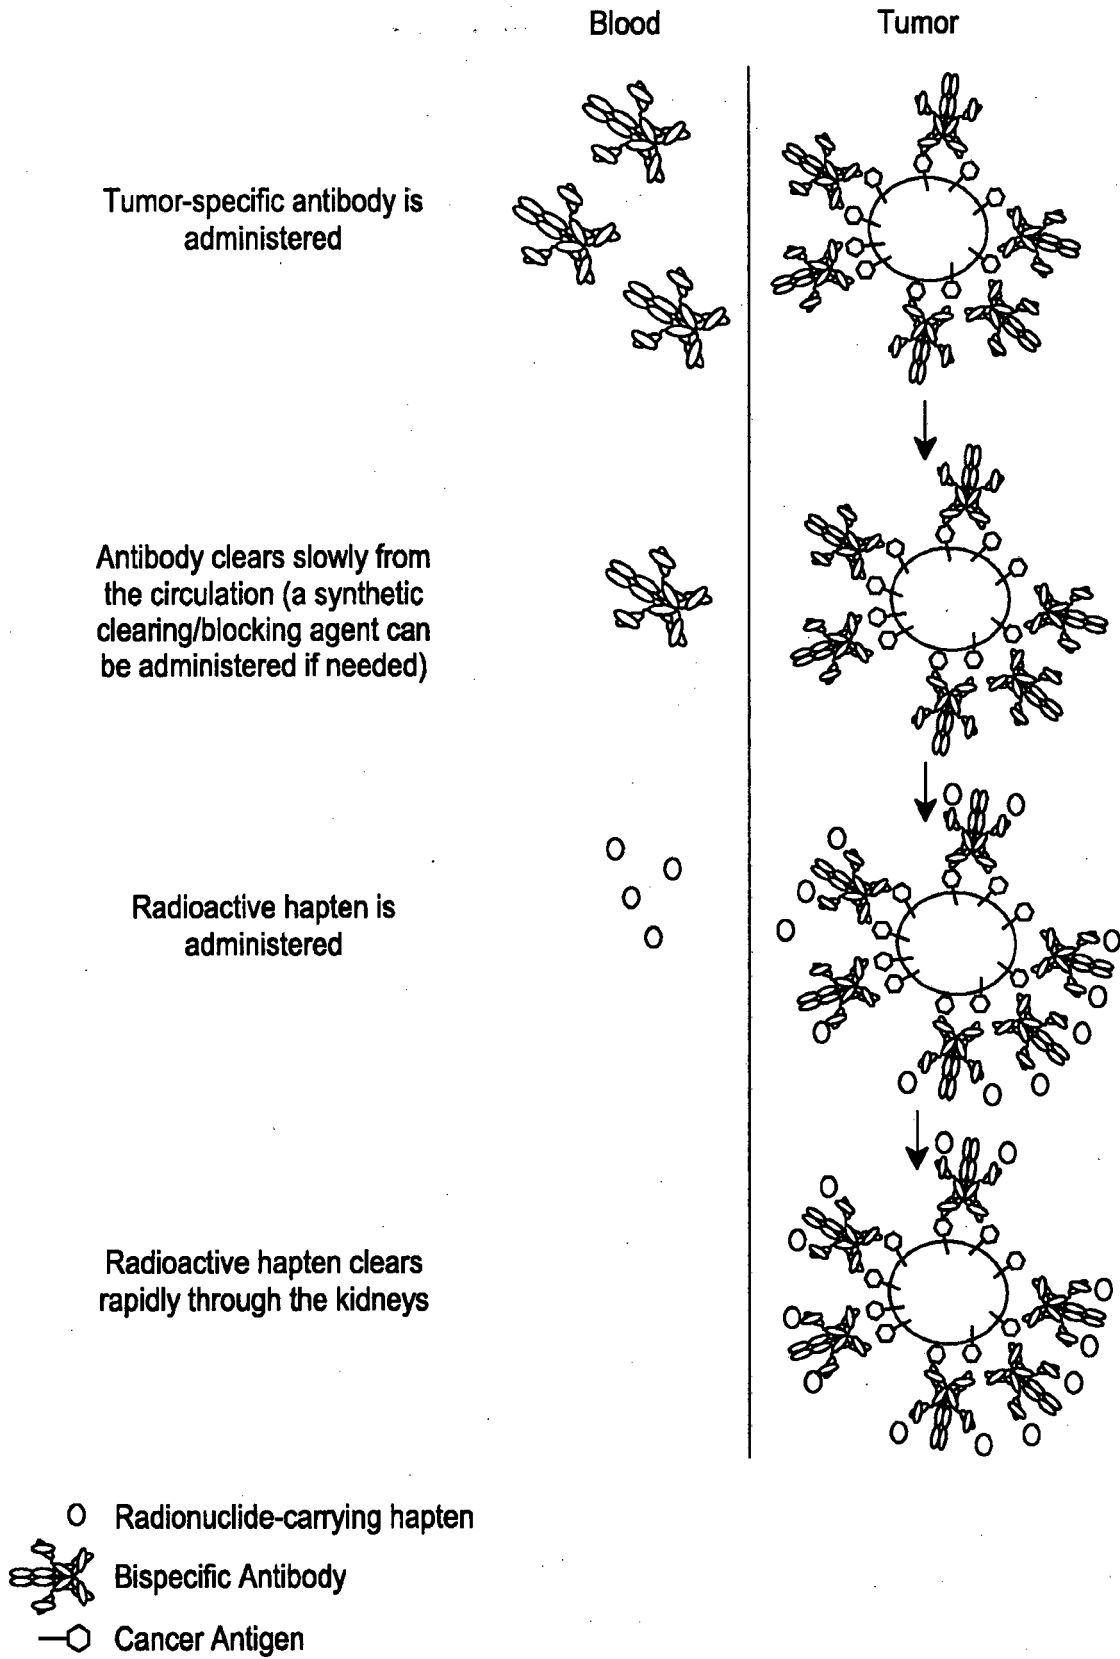 Blood
Tumor
Tumor-specific antibody is
administered
Antibody clears slowly from
the circulation (a synthetic
clearing/blocking agent can
be administered if needed)
Radioactive hapten is
administered
Radioactive hapten clears
rapidly through the kidneys
Radionuclide-carrying hapten
Bispecific Antibody
Cancer Antigen